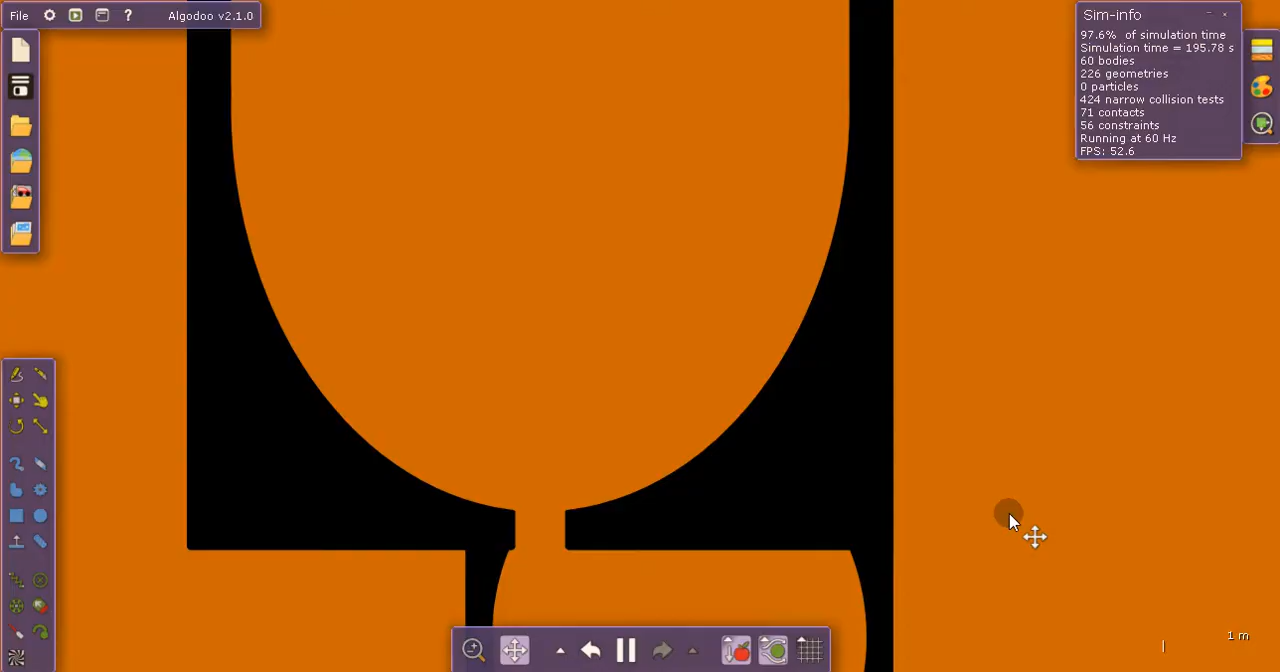 File ? Algodoo v2.1.0
Sim-info
97.6% of simulation time
Simulation time = 195.78 s
60 bodies
226 geometries
0 particles
424 narrow collision tests
71 contacts
56 constraints
Running at 60 Hz
FPS: 52.6
1 m